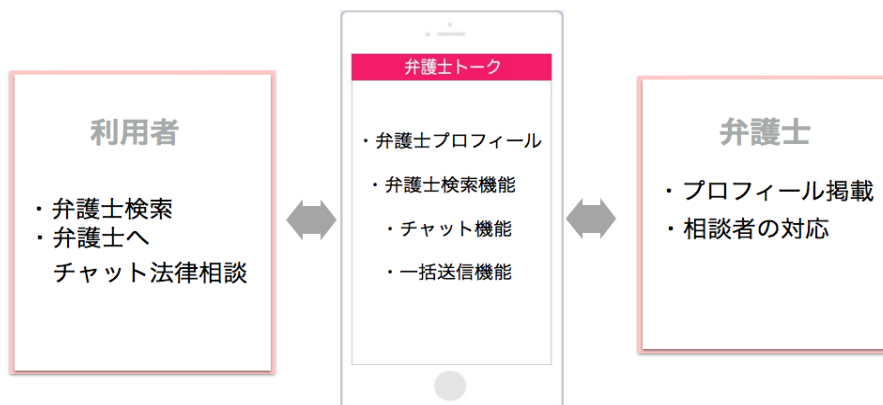 利用者
・弁護士検索
・弁護士へ
チャット法律相談
弁護士トーク
・弁護士プロフィール
・弁護士検索機能
・チャット機能
・一括送信機能
弁護士
・プロフィール掲載
・相談者の対応